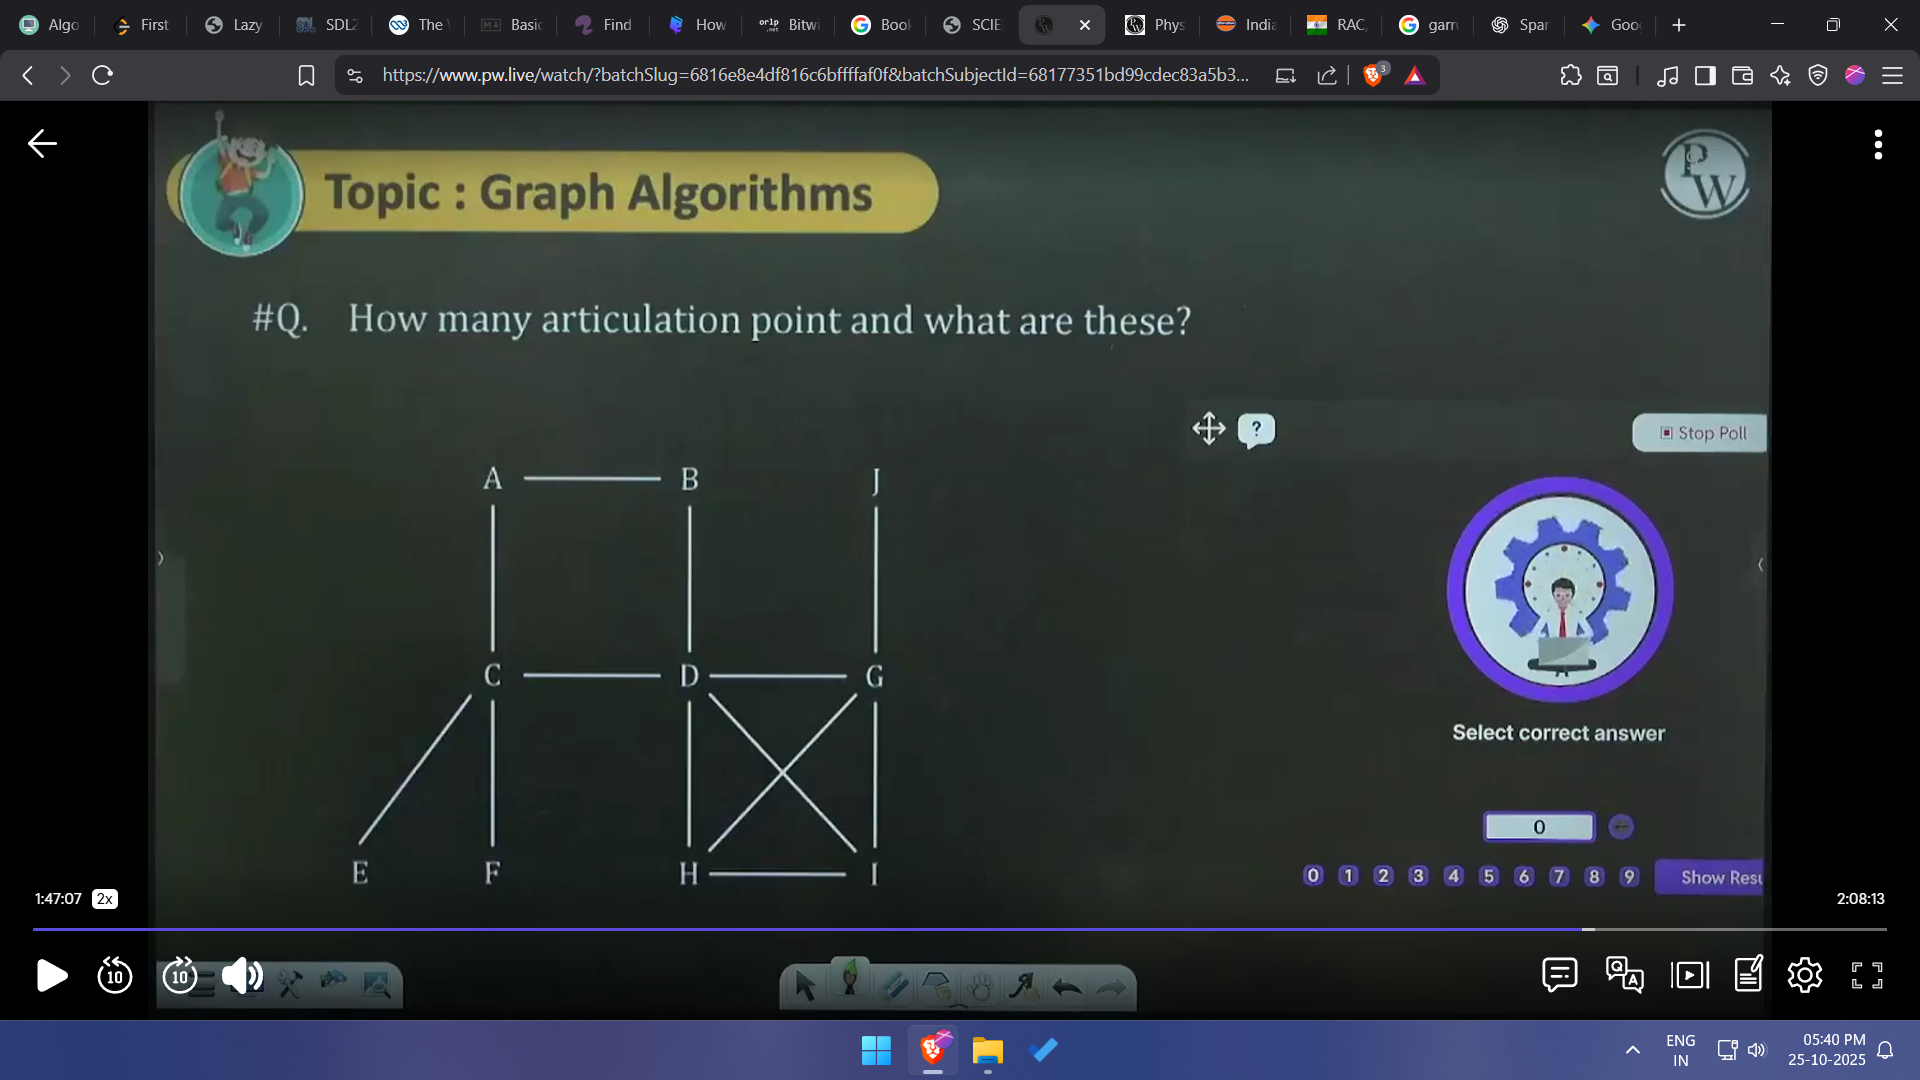 Algo
First
Lazy
SDL2
The
Basic
Find
How
Bitwi
Book
SCIE
Phys
India
RAC,
garru
Spar
Goo
https://www.pw.live/watch/?batchSlug=6816e8e4df816c6bffffaf0f&batchSubjectId=68177351bd99cdec83a5b3...
3
Topic : Graph Algorithms
PW
#Q. How many articulation point and what are these?
?
Stop Poll
A B J
C D G
E F H I
Select correct answer
0
0 1 2 3 4 5 6 7 8 9
Show Resu
1:47:07 2x
2:08:13
10 10
Q A
ENG
IN
05:40 PM
25-10-2025